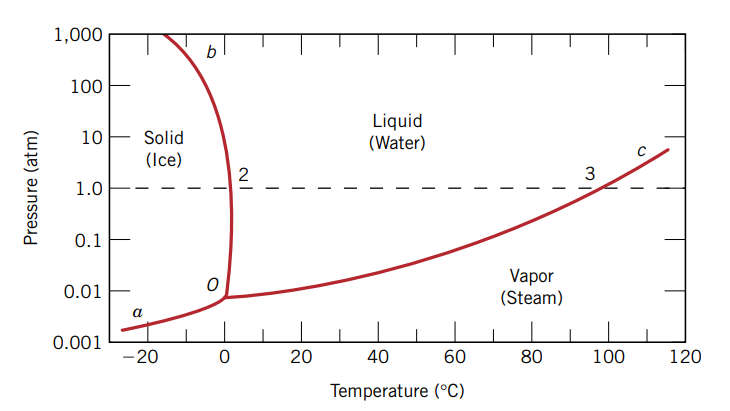 1,000
b
100
Liquid
(Water)
10
Solid
(Ice)
c
2
3
1.0
Pressure (atm)
0.1
Vapor
(Steam)
O
0.01
a
0.001
−20 0 20 40 60 80 100 120
Temperature (°C)